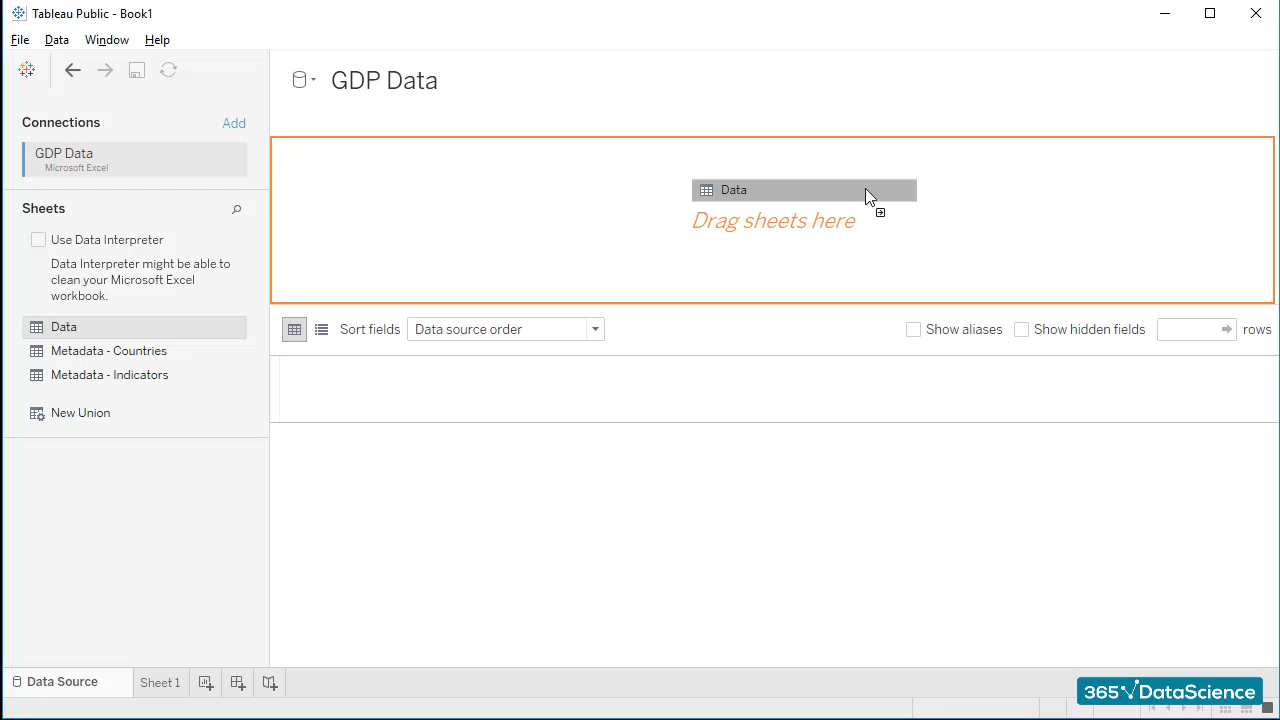 Tableau Public - Book1
File Data Window Help
GDP Data
Connections
Add
GDP Data
Microsoft Excel
Data
Drag sheets here
Sheets
Use Data Interpreter
Data Interpreter might be able to
clean your Microsoft Excel
workbook.
Data
Metadata - Countries
Metadata - Indicators
New Union
Sort fields
Data source order
Show aliases
Show hidden fields
rows
Data Source
Sheet 1
365 DataScience